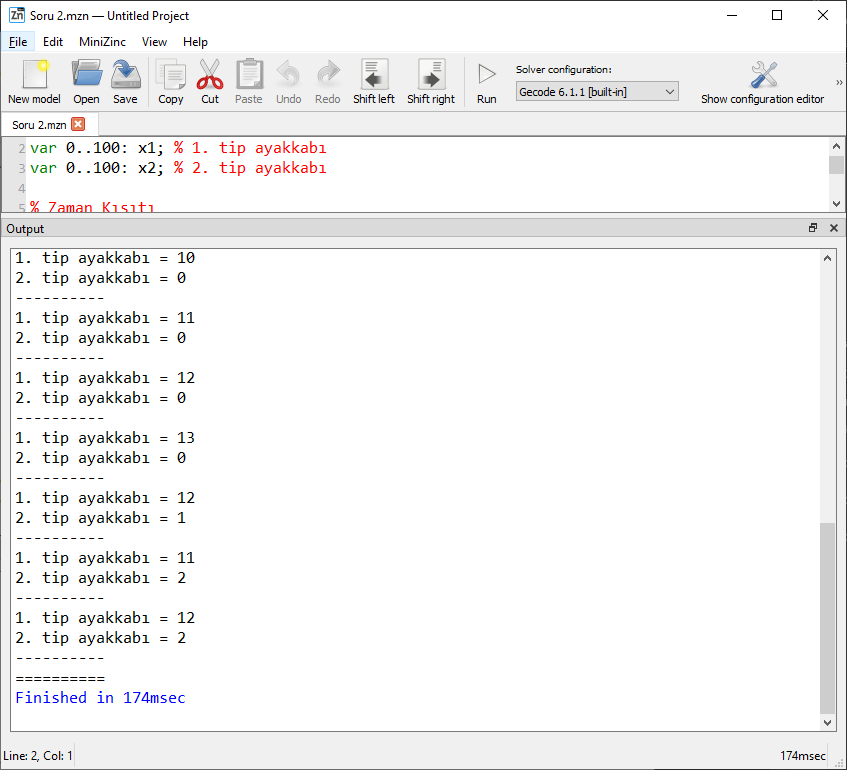 Zn Soru 2.mzn — Untitled Project
File Edit MiniZinc View Help
New model Open Save Copy Cut Paste Undo Redo Shift left Shift right Run Solver configuration: Gecode 6.1.1 [built-in] Show configuration editor »
Soru 2.mzn
2 var 0..100: x1; % 1. tip ayakkabı
3 var 0..100: x2; % 2. tip ayakkabı
4
5 % Zaman Kısıtı
Output
1. tip ayakkabı = 10
2. tip ayakkabı = 0
----------
1. tip ayakkabı = 11
2. tip ayakkabı = 0
----------
1. tip ayakkabı = 12
2. tip ayakkabı = 0
----------
1. tip ayakkabı = 13
2. tip ayakkabı = 0
----------
1. tip ayakkabı = 12
2. tip ayakkabı = 1
----------
1. tip ayakkabı = 11
2. tip ayakkabı = 2
----------
1. tip ayakkabı = 12
2. tip ayakkabı = 2
----------
==========
Finished in 174msec
Line: 2, Col: 1 174msec